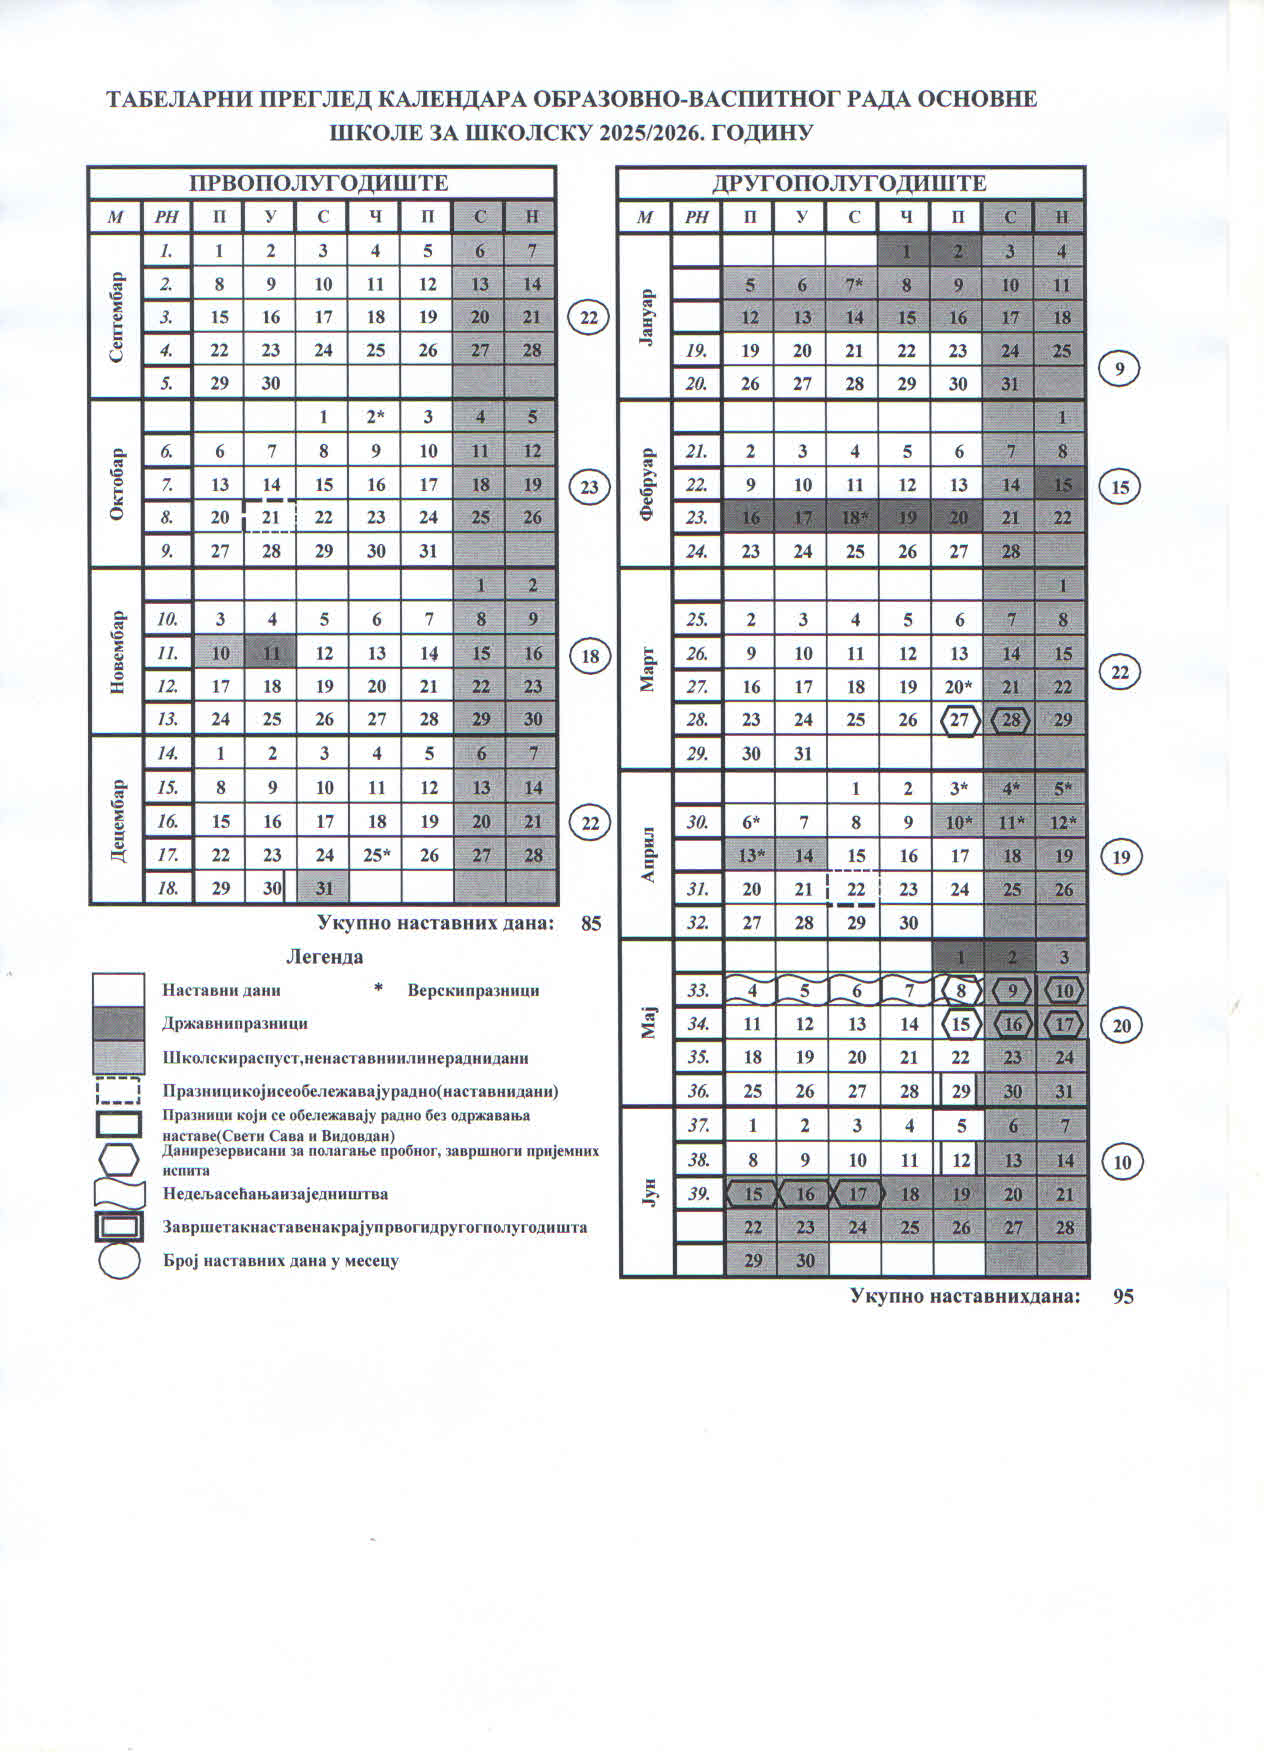 ТАБЕЛАРНИ ПРЕГЛЕД КАЛЕНДАРА ОБРАЗОВНО-ВАСПИТНОГ РАДА ОСНОВНЕ
ШКОЛЕ ЗА ШКОЛСКУ 2025/2026. ГОДИНУ
ПРВОПОЛУГОДИШТЕ
М РН П У С Ч П С Н
Септембар
1. 1 2 3 4 5 6 7
2. 8 9 10 11 12 13 14
3. 15 16 17 18 19 20 21
4. 22 23 24 25 26 27 28
5. 29 30
22
Октобар
1 2* 3 4 5
6. 6 7 8 9 10 11 12
7. 13 14 15 16 17 18 19
8. 20 21 22 23 24 25 26
9. 27 28 29 30 31
23
Новембар
1 2
10. 3 4 5 6 7 8 9
11. 10 11 12 13 14 15 16
12. 17 18 19 20 21 22 23
13. 24 25 26 27 28 29 30
18
Децембар
14. 1 2 3 4 5 6 7
15. 8 9 10 11 12 13 14
16. 15 16 17 18 19 20 21
17. 22 23 24 25* 26 27 28
18. 29 30 31
22
Укупно наставних дана: 85
Легенда
Наставни дани * Верскипразници
Државнипразници
Школскираспуст,ненаставниилинераднидани
Празницикојисеобележавајурадно(наставнидани)
Празници који се обележавају радно без одржавања
наставе(Свети Сава и Видовдан)
Данирезервисани за полагање пробног, завршноги пријемних
испита
Недељасећањаизаједништва
Завршетакнаставенакрајупрвогидругогполугодишта
Број наставних дана у месецу
ДРУГОПОЛУГОДИШТЕ
М РН П У С Ч П С Н
Јануар
1 2 3 4
5 6 7* 8 9 10 11
12 13 14 15 16 17 18
19. 19 20 21 22 23 24 25
20. 26 27 28 29 30 31
9
Фебруар
1
21. 2 3 4 5 6 7 8
22. 9 10 11 12 13 14 15
23. 16 17 18* 19 20 21 22
24. 23 24 25 26 27 28
15
Март
1
25. 2 3 4 5 6 7 8
26. 9 10 11 12 13 14 15
27. 16 17 18 19 20* 21 22
28. 23 24 25 26 27 28 29
29. 30 31
22
Април
1 2 3* 4* 5*
30. 6* 7 8 9 10* 11* 12*
13* 14 15 16 17 18 19
31. 20 21 22 23 24 25 26
32. 27 28 29 30
19
Мај
1 2 3
33. 4 5 6 7 8 9 10
34. 11 12 13 14 15 16 17
35. 18 19 20 21 22 23 24
36. 25 26 27 28 29 30 31
20
Јун
37. 1 2 3 4 5 6 7
38. 8 9 10 11 12 13 14
39. 15 16 17 18 19 20 21
22 23 24 25 26 27 28
29 30
10
Укупно наставнихдана: 95